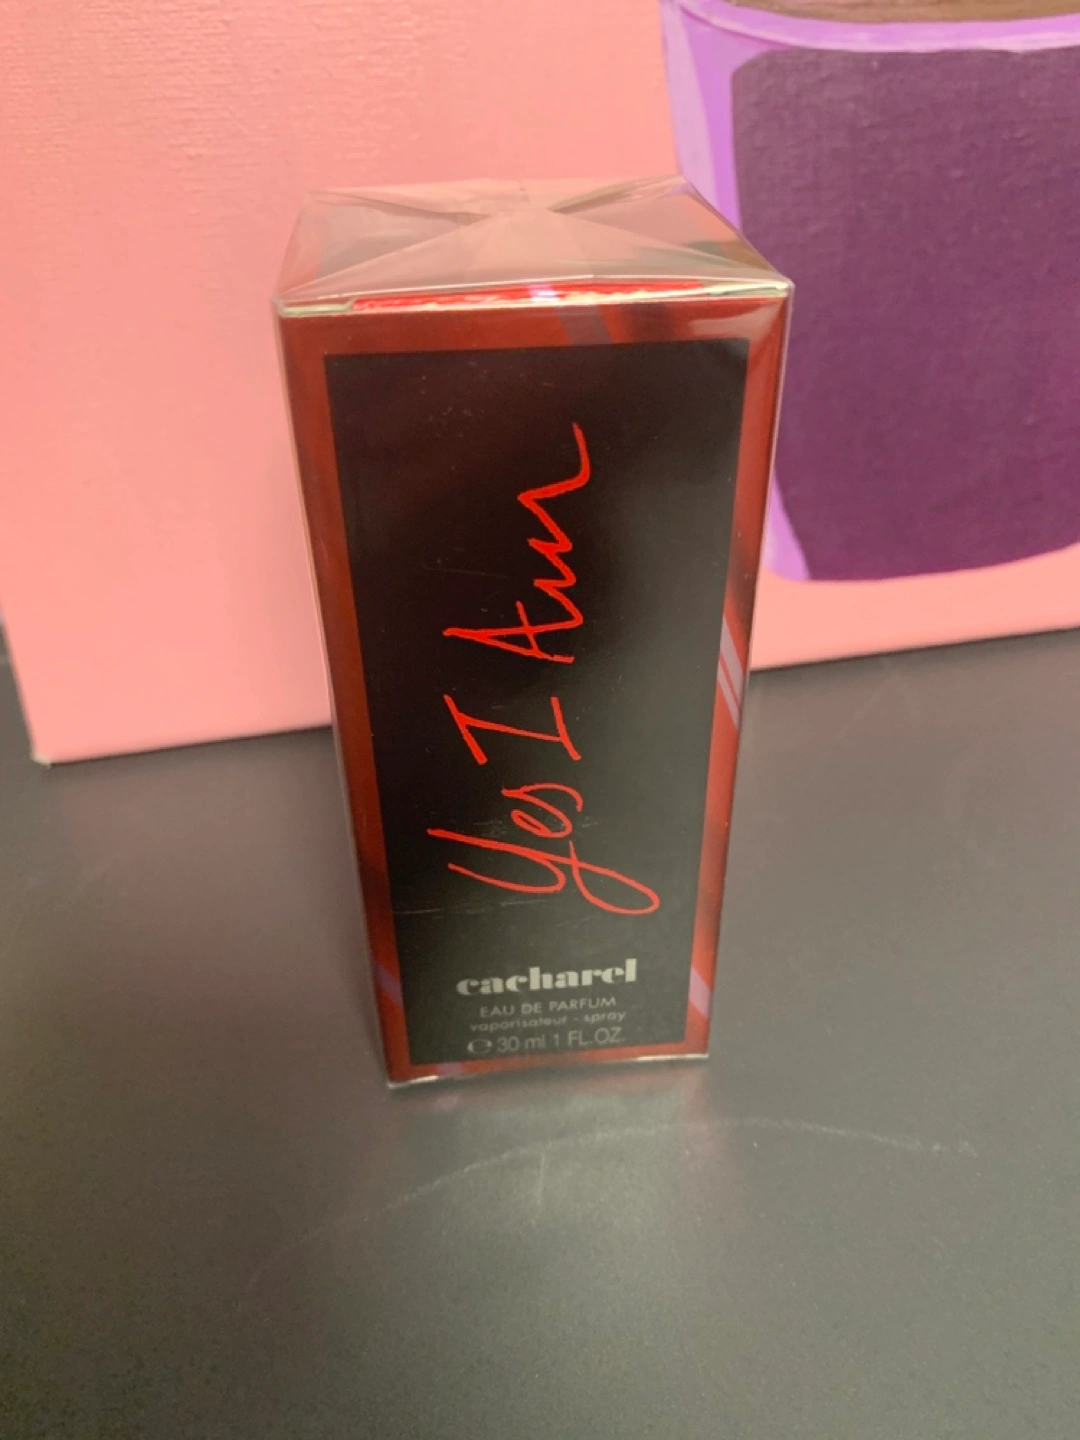 Yes I Am
cacharel
EAU DE PARFUM
vaporisateur - spray
℮ 30 ml 1 FL.OZ.